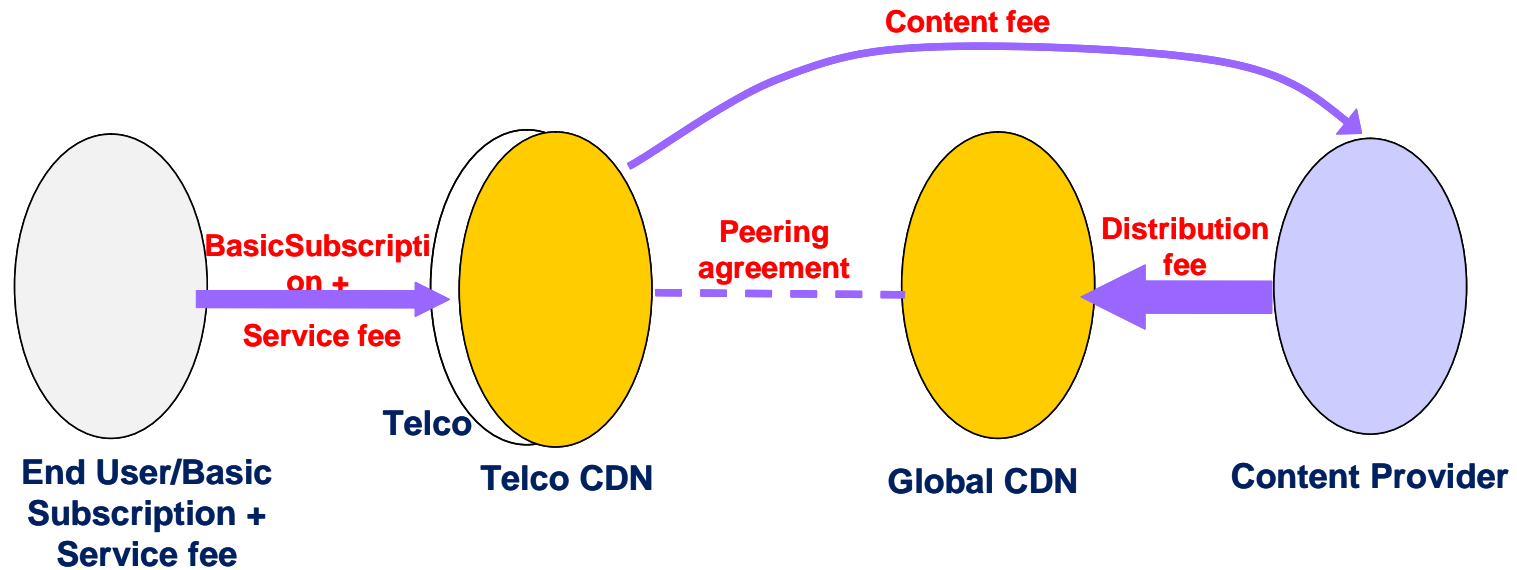 Content fee
BasicSubscripti
on +
Service fee
Peering
agreement
Distribution
fee
Telco
End User/Basic
Subscription +
Service fee
Telco CDN
Global CDN
Content Provider